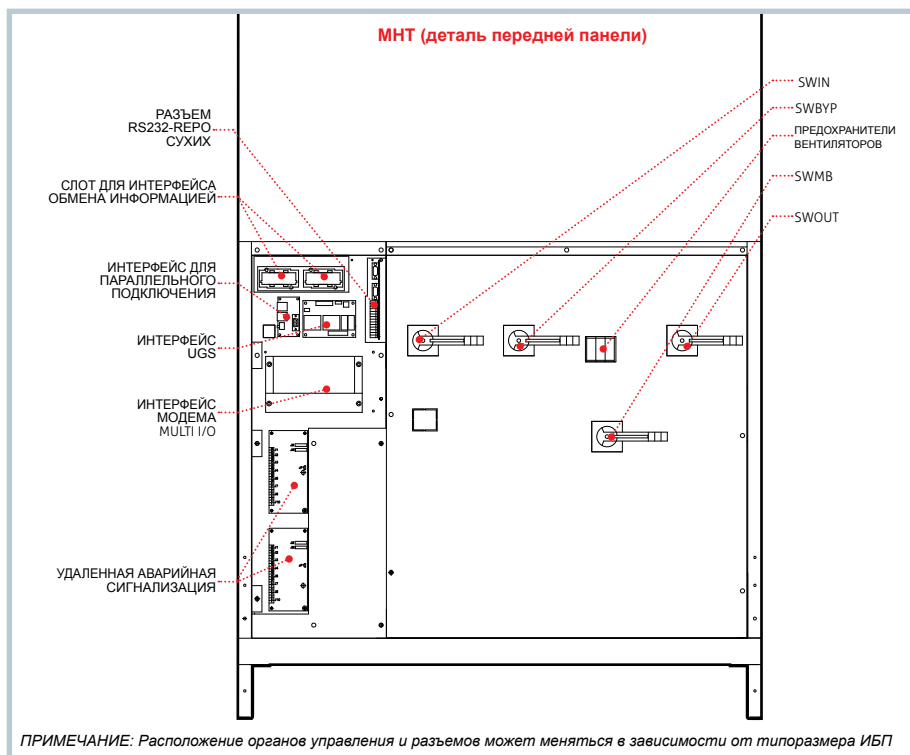 МНТ (деталь передней панели)
РАЗЪЕМ
RS232-REPO
СУХИХ
СЛОТ ДЛЯ ИНТЕРФЕЙСА
ОБМЕНА ИНФОРМАЦИЕЙ
ИНТЕРФЕЙС ДЛЯ
ПАРАЛЛЕЛЬНОГО
ПОДКЛЮЧЕНИЯ
ИНТЕРФЕЙС
UGS
ИНТЕРФЕЙС
МОДЕМА
MULTI I/O
УДАЛЕННАЯ АВАРИЙНАЯ
СИГНАЛИЗАЦИЯ
SWIN
SWBYP
ПРЕДОХРАНИТЕЛИ
ВЕНТИЛЯТОРОВ
SWMB
SWOUT
ПРИМЕЧАНИЕ: Расположение органов управления и разъемов может меняться в зависимости от типоразмера ИБП